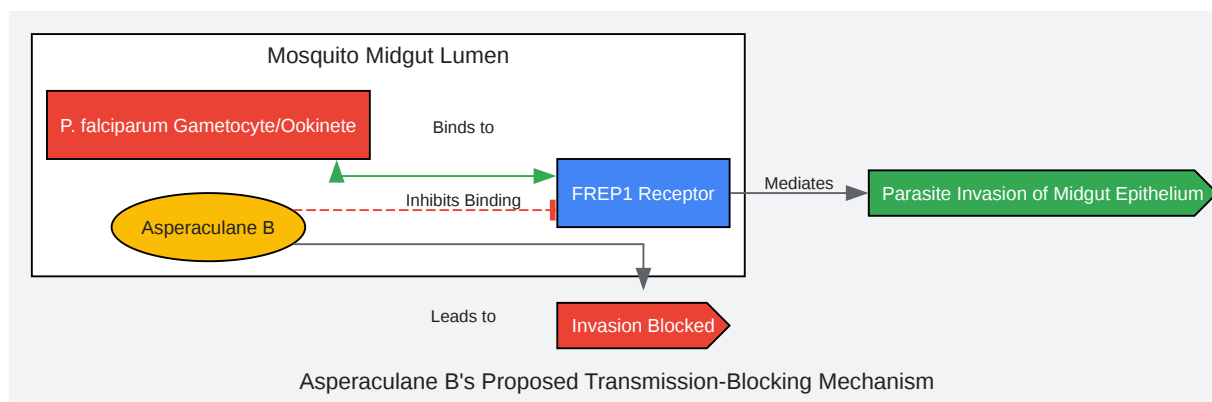 Mosquito Midgut Lumen
P. falciparum Gametocyte/Ookinete
Binds to
FREP1 Receptor
Mediates
Parasite Invasion of Midgut Epithelium
Inhibits Binding
Asperaculane B
Leads to
Invasion Blocked
Asperaculane B's Proposed Transmission-Blocking Mechanism